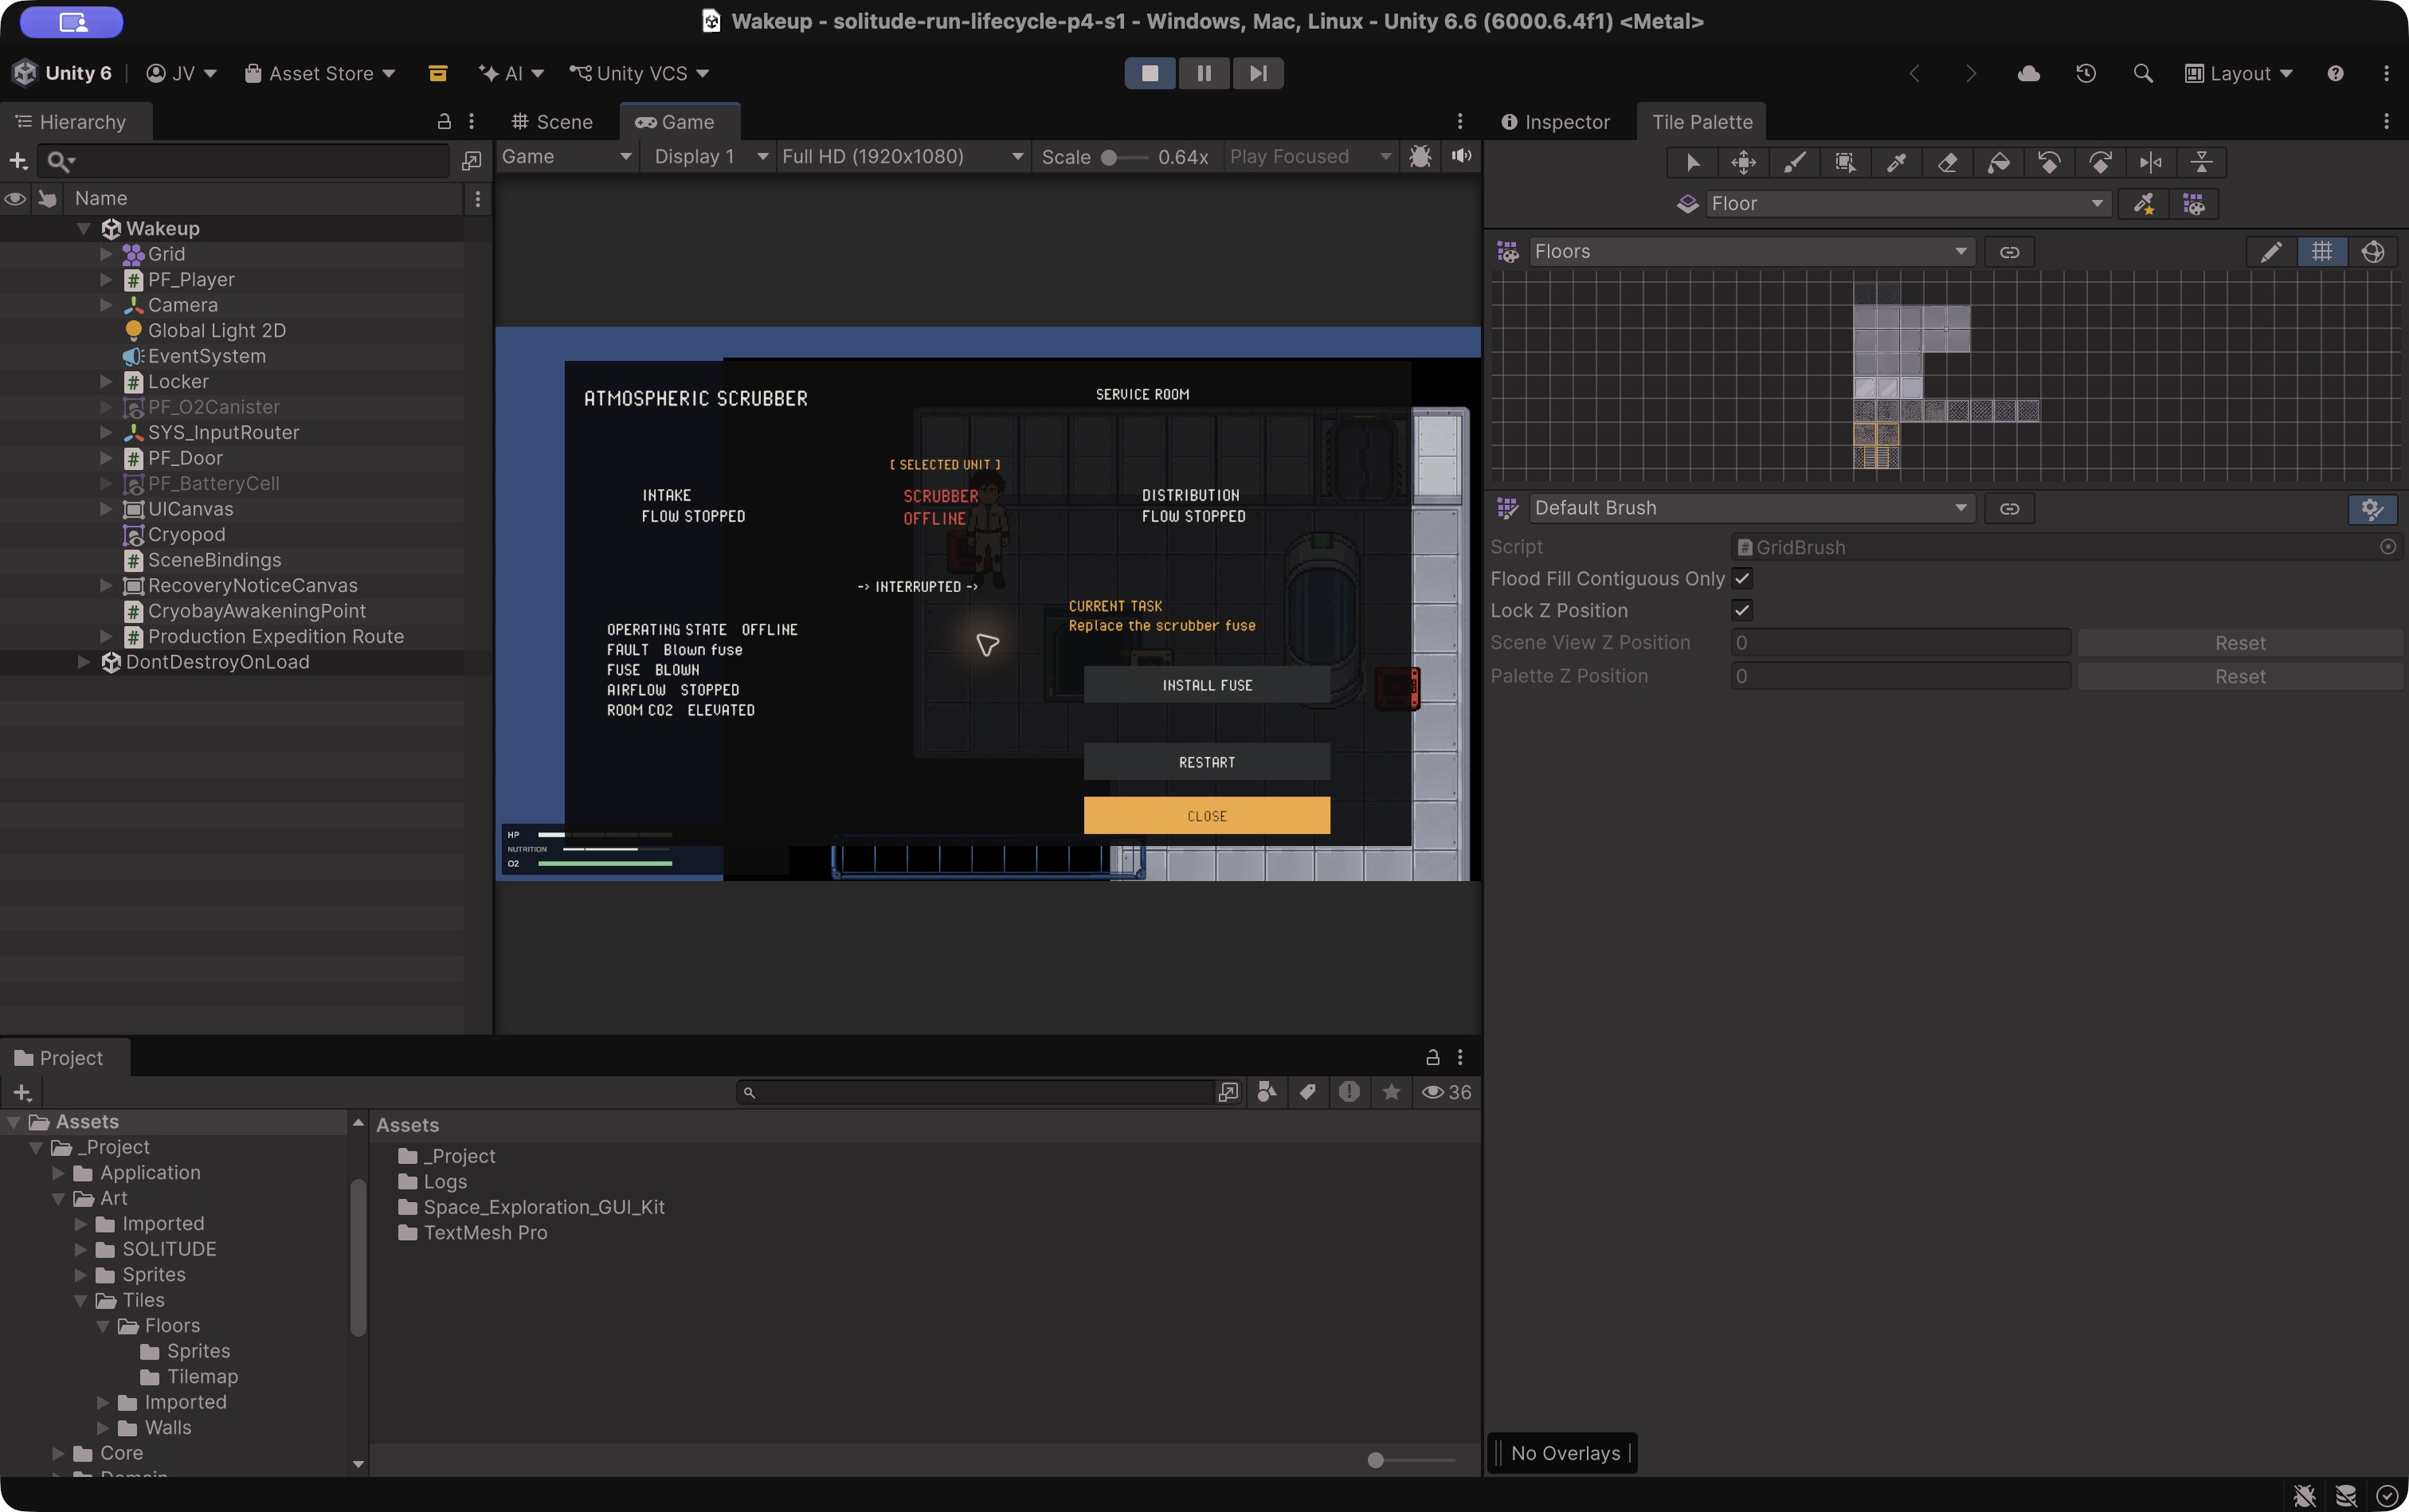 Wakeup - solitude-run-lifecycle-p4-s1 - Windows, Mac, Linux - Unity 6.6 (6000.6.4f1) <Metal>
Unity 6
JV
Asset Store
AI
Unity VCS
Layout
Hierarchy
Name
Wakeup
Grid
PF_Player
Camera
Global Light 2D
EventSystem
Locker
PF_O2Canister
SYS_InputRouter
PF_Door
PF_BatteryCell
UICanvas
Cryopod
SceneBindings
RecoveryNoticeCanvas
CryobayAwakeningPoint
Production Expedition Route
DontDestroyOnLoad
Scene
Game
Game
Display 1
Full HD (1920x1080)
Scale
0.64x
Play Focused
ATMOSPHERIC SCRUBBER
SERVICE ROOM
[ SELECTED UNIT ]
INTAKE
FLOW STOPPED
SCRUBBER
OFFLINE
DISTRIBUTION
FLOW STOPPED
-> INTERRUPTED ->
CURRENT TASK
Replace the scrubber fuse
OPERATING STATE OFFLINE
FAULT Blown fuse
FUSE BLOWN
AIRFLOW STOPPED
ROOM CO2 ELEVATED
INSTALL FUSE
RESTART
CLOSE
HP
NUTRITION
O2
Inspector
Tile Palette
Floor
Floors
Default Brush
Script
GridBrush
Flood Fill Contiguous Only
Lock Z Position
Scene View Z Position
0
Reset
Palette Z Position
0
Reset
No Overlays
Project
36
Assets
_Project
Application
Art
Imported
SOLITUDE
Sprites
Tiles
Floors
Sprites
Tilemap
Imported
Walls
Core
Assets
_Project
Logs
Space_Exploration_GUI_Kit
TextMesh Pro